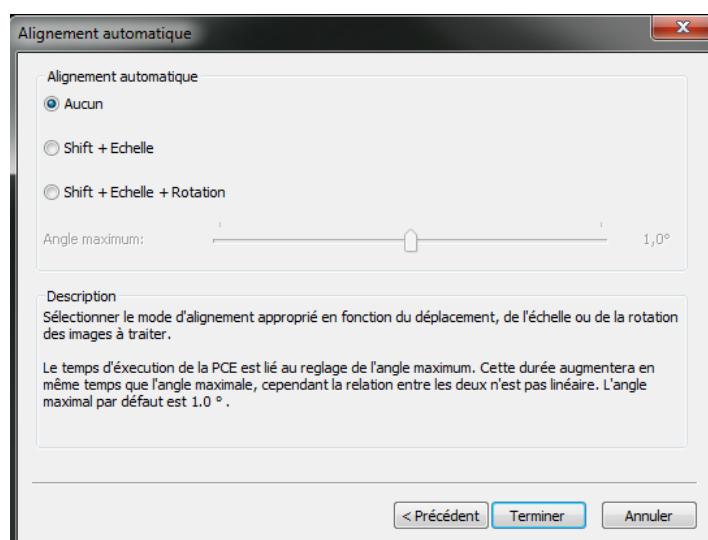 Alignement automatique
Alignement automatique
Aucun
Shift + Echelle
Shift + Echelle + Rotation
Angle maximum: 1,0°
Description
Sélectionner le mode d'alignement approprié en fonction du déplacement, de l'échelle ou de la rotation
des images à traiter.
Le temps d'éxecution de la PCE est lié au reglage de l'angle maximum. Cette durée augmentera en
même temps que l'angle maximale, cependant la relation entre les deux n'est pas linéaire. L'angle
maximal par défaut est 1.0 ° .
< Précédent Terminer Annuler